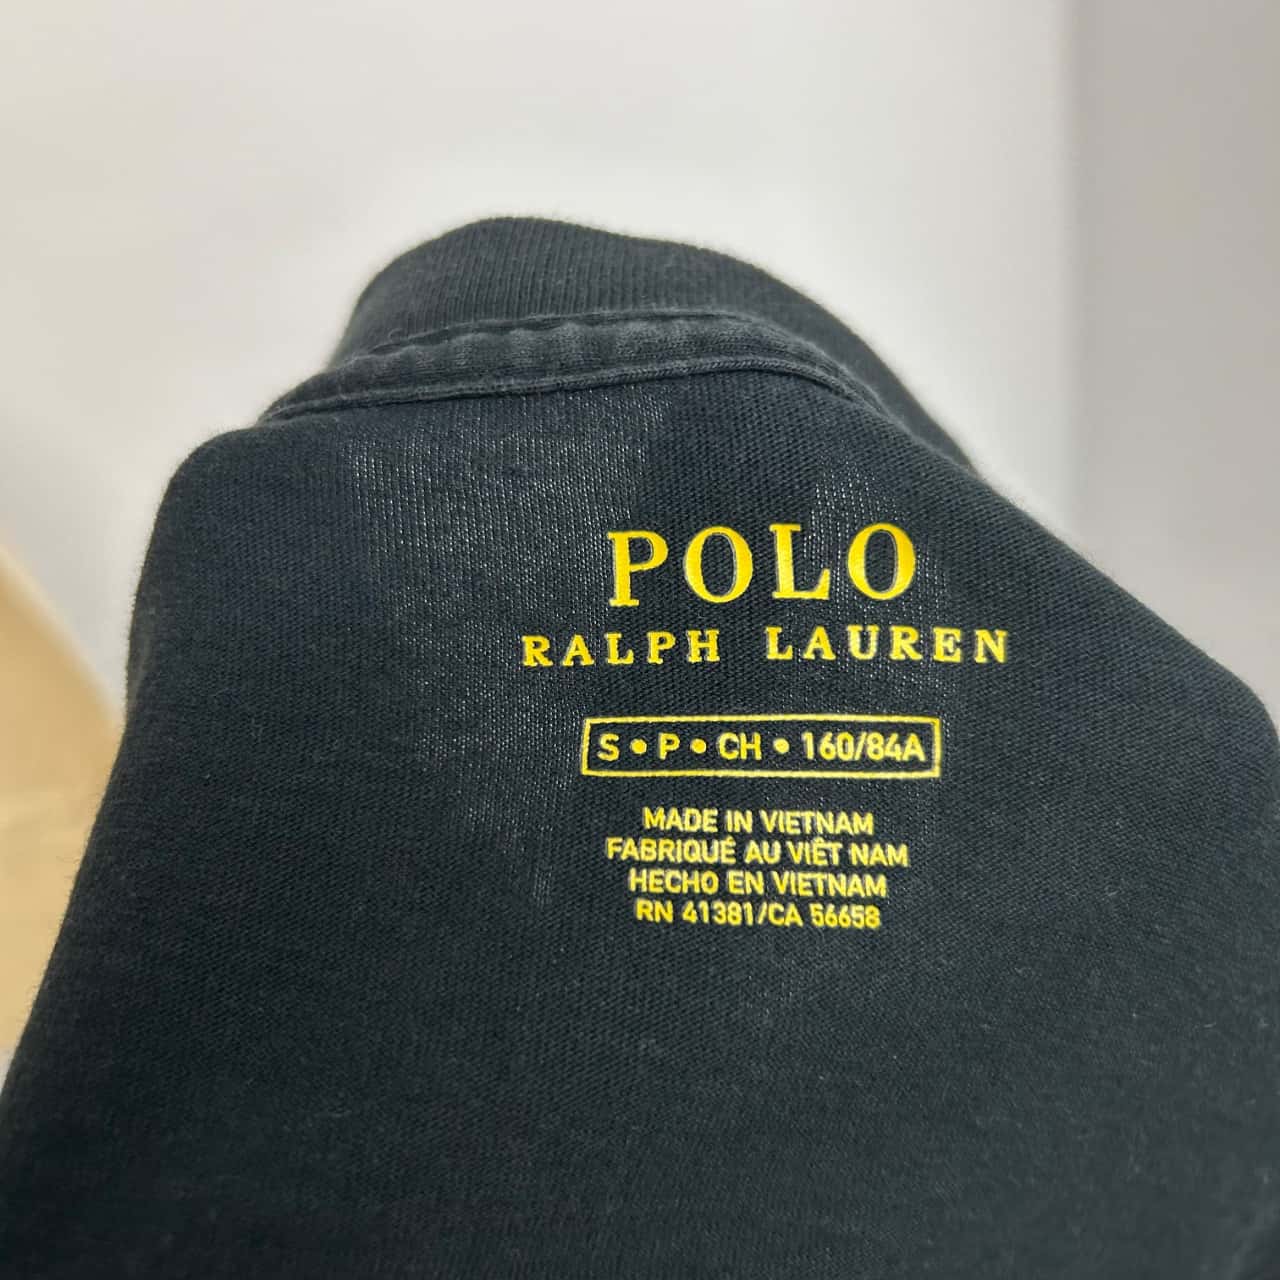 POLO
RALPH LAUREN
S • P • CH • 160/84A
MADE IN VIETNAM
FABRIQUÉ AU VIÊT NAM
HECHO EN VIETNAM
RN 41381/CA 56658